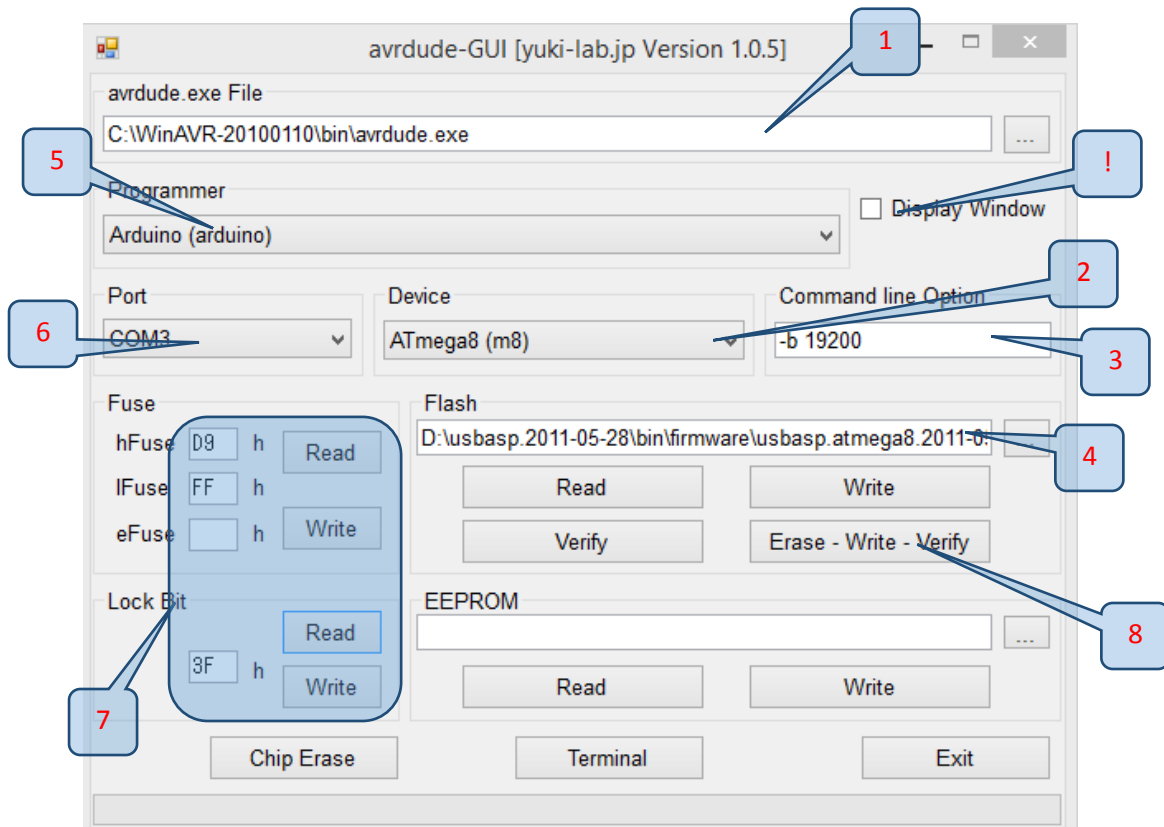 1
avrdude-GUI [yuki-lab.jp Version 1.0.5]
avrdude.exe File
C:\WinAVR-20100110\bin\avrdude.exe
...
5
!
Programmer
Display Window
Arduino (arduino)
2
Port
Device
Command line Option
6
COM3
ATmega8 (m8)
-b 19200
3
Fuse
Flash
hFuse D9 h
Read
D:\usbasp.2011-05-28\bin\firmware\usbasp.atmega8.2011-0
...
4
lFuse FF h
Read
Write
eFuse h
Write
Verify
Erase - Write - Verify
Lock Bit
EEPROM
Read
...
8
3F h
Write
Read
Write
7
Chip Erase
Terminal
Exit